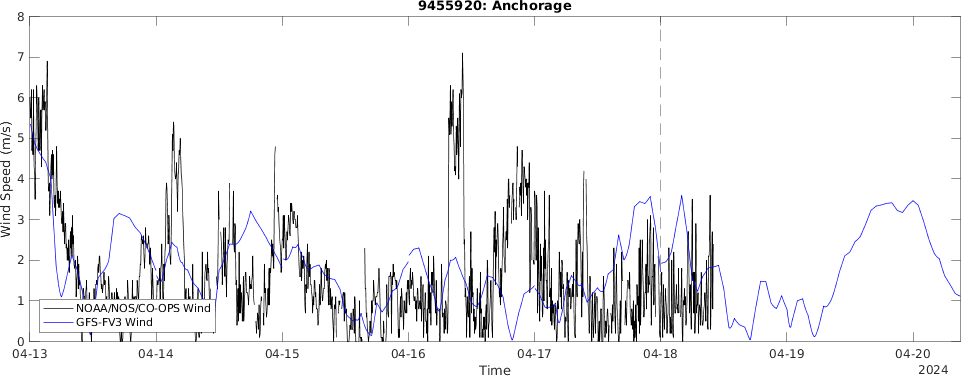 9455920: Anchorage
8
7
6
5
4
3
2
1
0
Wind Speed (m/s)
NOAA/NOS/CO-OPS Wind
GFS-FV3 Wind
04-13 04-14 04-15 04-16 04-17 04-18 04-19 04-20
Time
2024